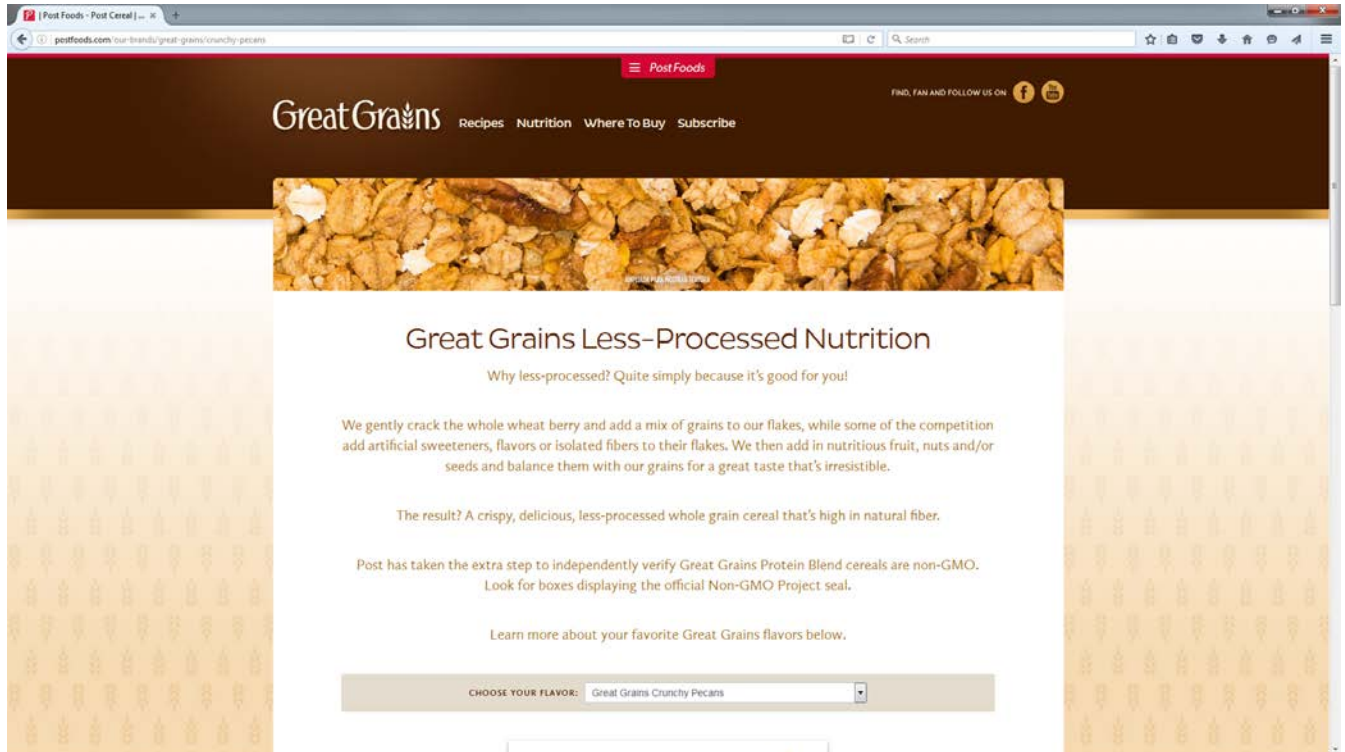 | Post Foods - Post Cereal | ...
postfoods.com/our-brands/great-grains/crunchy-pecans
Search
Post Foods
FIND, FAN AND FOLLOW US ON
You Tube
Great Grains Recipes Nutrition Where To Buy Subscribe
Great Grains Less-Processed Nutrition
Why less-processed? Quite simply because it's good for you!
We gently crack the whole wheat berry and add a mix of grains to our flakes, while some of the competition
add artificial sweeteners, flavors or isolated fibers to their flakes. We then add in nutritious fruit, nuts and/or
seeds and balance them with our grains for a great taste that's irresistible.
The result? A crispy, delicious, less-processed whole grain cereal that's high in natural fiber.
Post has taken the extra step to independently verify Great Grains Protein Blend cereals are non-GMO.
Look for boxes displaying the official Non-GMO Project seal.
Learn more about your favorite Great Grains flavors below.
CHOOSE YOUR FLAVOR: Great Grains Crunchy Pecans